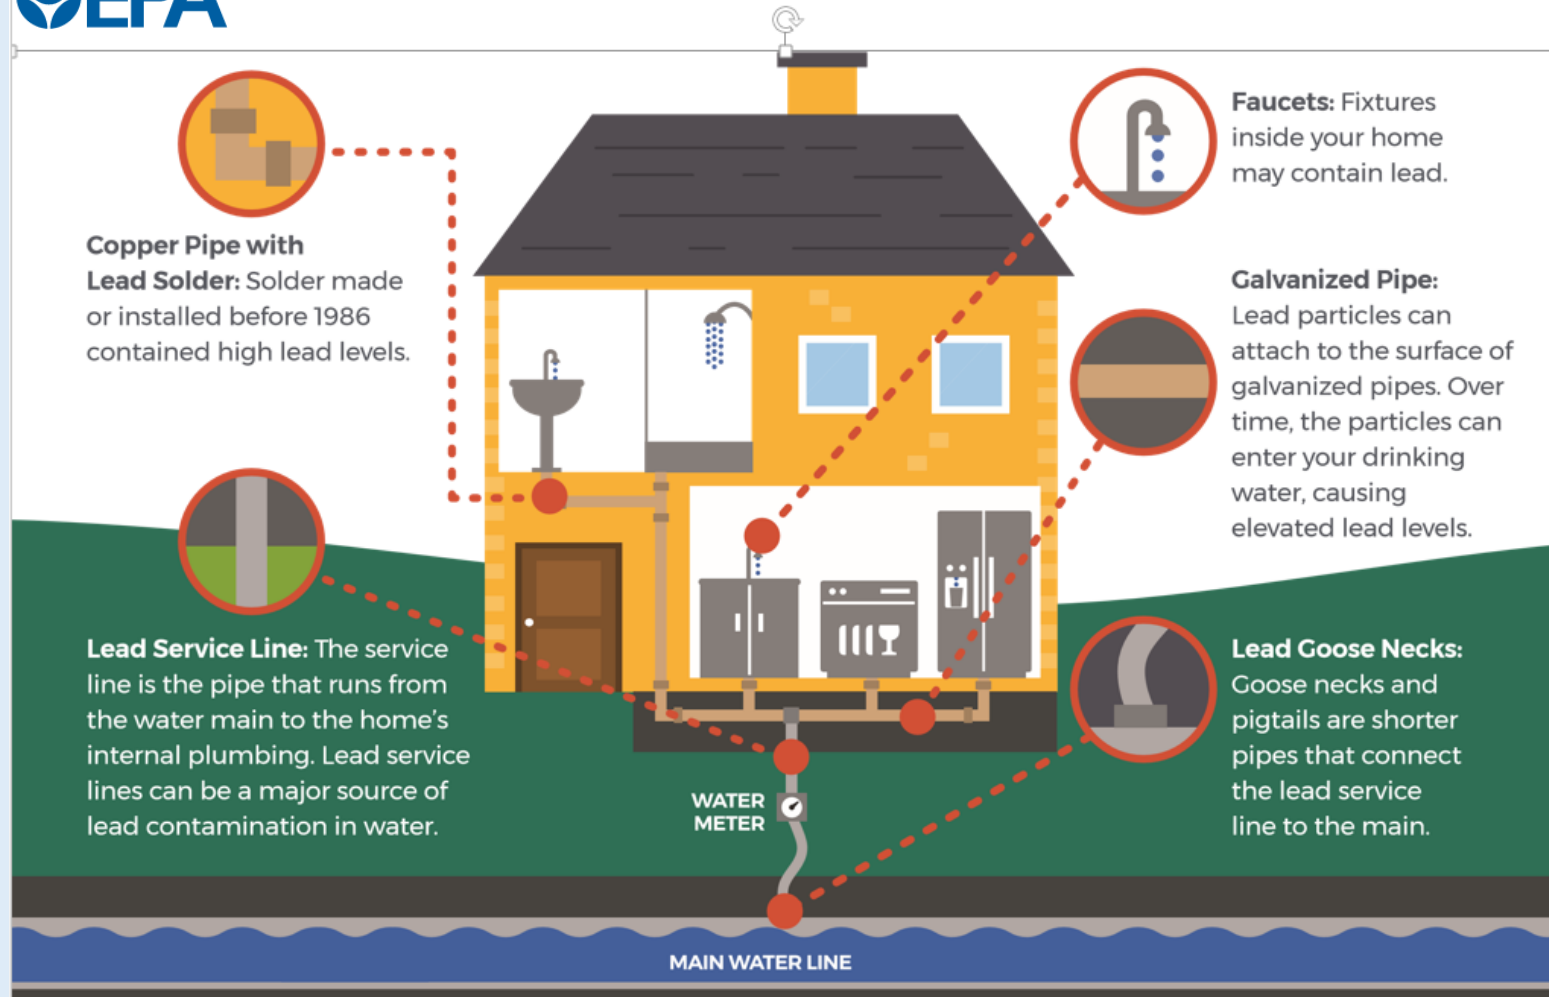 EPA
Copper Pipe with
Lead Solder: Solder made
or installed before 1986
contained high lead levels.
Lead Service Line: The service
line is the pipe that runs from
the water main to the home's
internal plumbing. Lead service
lines can be a major source of
lead contamination in water.
Faucets: Fixtures
inside your home
may contain lead.
Galvanized Pipe:
Lead particles can
attach to the surface of
galvanized pipes. Over
time, the particles can
enter your drinking
water, causing
elevated lead levels.
Lead Goose Necks:
Goose necks and
pigtails are shorter
pipes that connect
the lead service
line to the main.
WATER
METER
MAIN WATER LINE